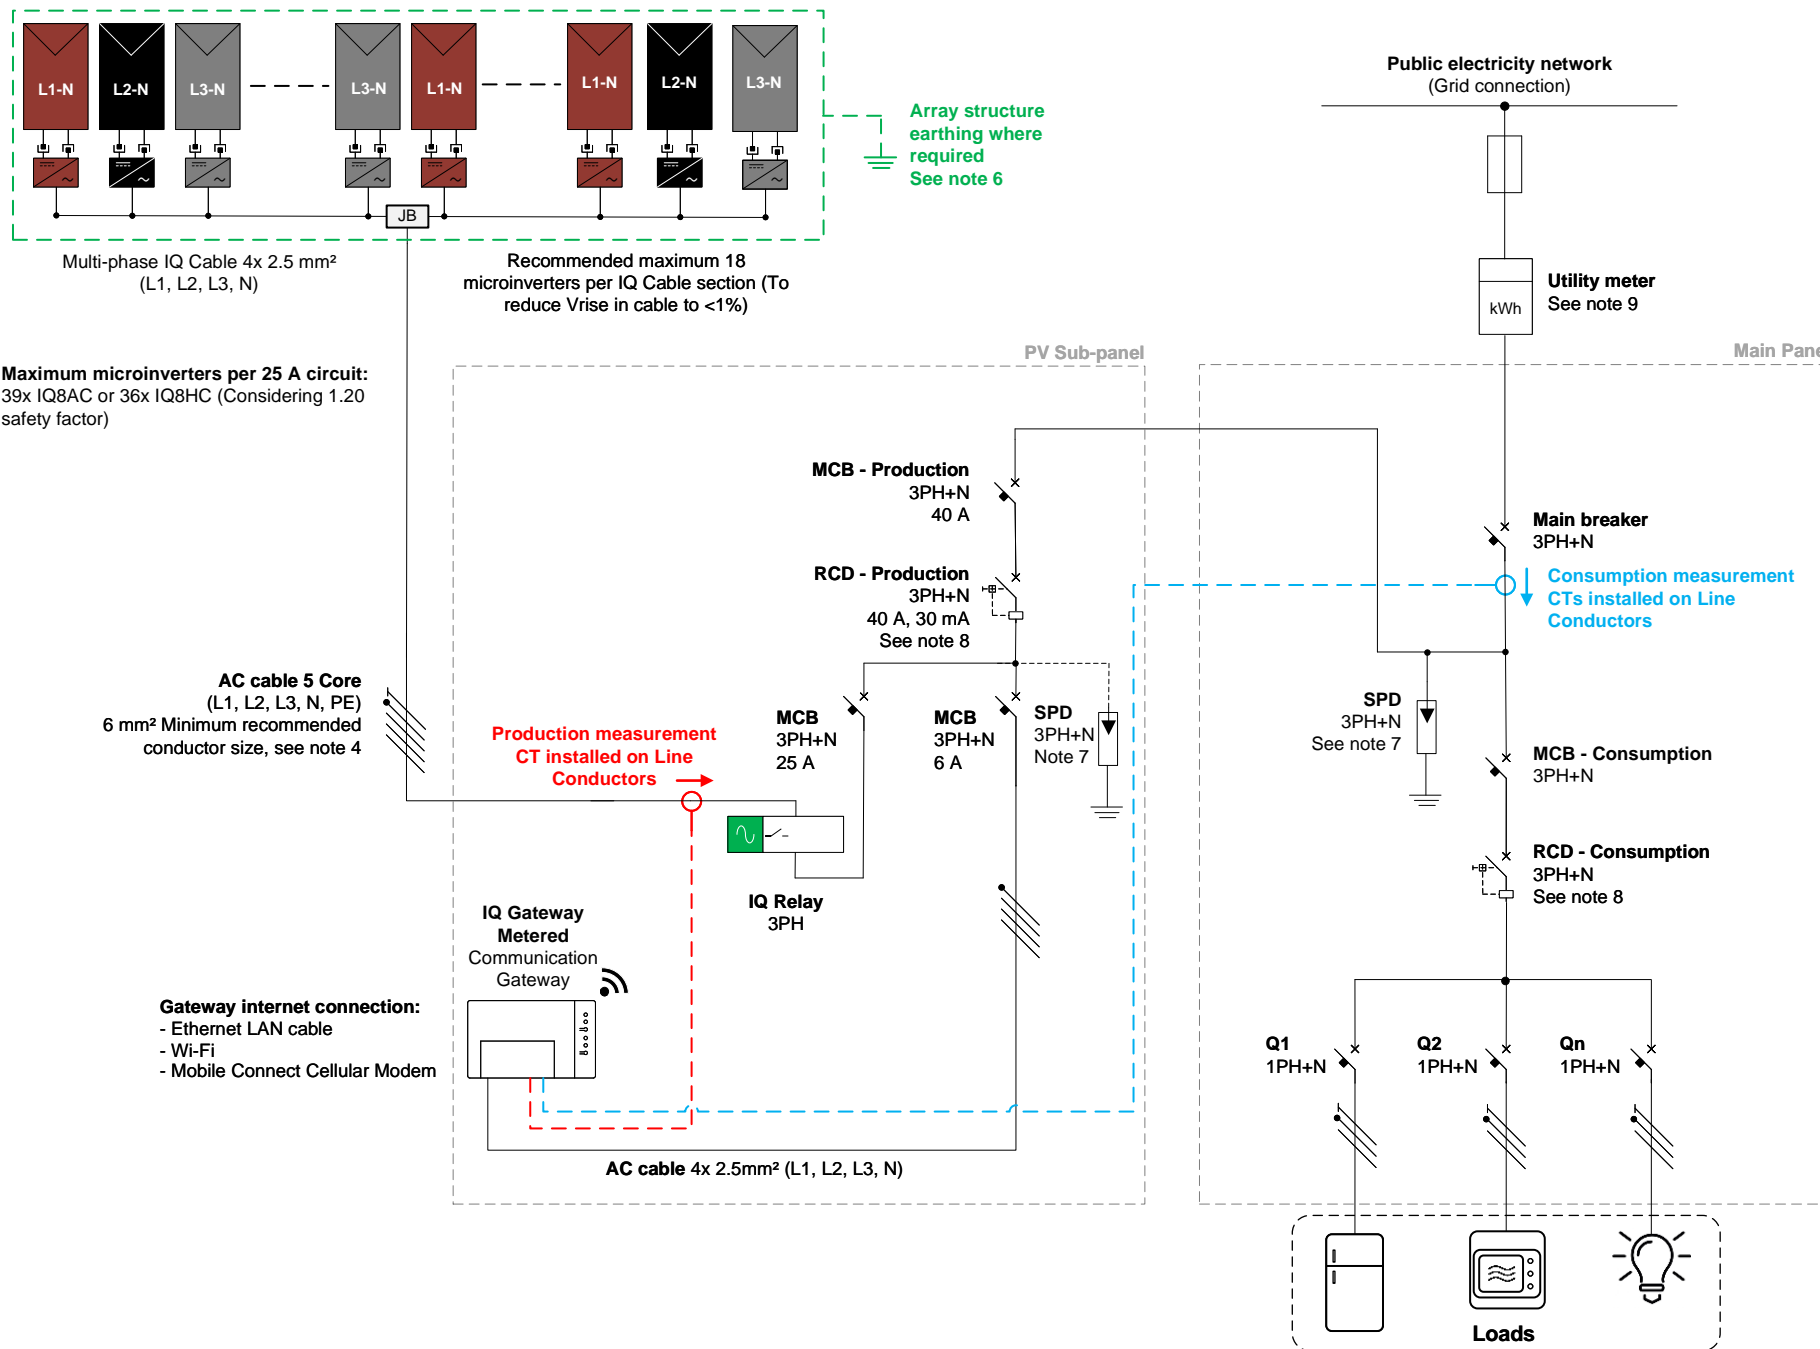 L1-N
L2-N
L3-N
L3-N
L1-N
L1-N
L2-N
L3-N
JB
Array structure
earthing where
required
See note 6
Multi-phase IQ Cable 4x 2.5 mm²
(L1, L2, L3, N)
Recommended maximum 18
microinverters per IQ Cable section (To
reduce Vrise in cable to <1%)
Public electricity network
(Grid connection)
kWh
Utility meter
See note 9
Maximum microinverters per 25 A circuit:
39x IQ8AC or 36x IQ8HC (Considering 1.20
safety factor)
PV Sub-panel
Main Pane
MCB - Production
3PH+N
40 A
RCD - Production
3PH+N
40 A, 30 mA
See note 8
Main breaker
3PH+N
Consumption measurement
CTs installed on Line
Conductors
AC cable 5 Core
(L1, L2, L3, N, PE)
6 mm² Minimum recommended
conductor size, see note 4
Production measurement
CT installed on Line
Conductors
MCB
3PH+N
25 A
MCB
3PH+N
6 A
SPD
3PH+N
Note 7
SPD
3PH+N
See note 7
MCB - Consumption
3PH+N
RCD - Consumption
3PH+N
See note 8
IQ Relay
3PH
IQ Gateway
Metered
Communication
Gateway
Gateway internet connection:
- Ethernet LAN cable
- Wi-Fi
- Mobile Connect Cellular Modem
AC cable 4x 2.5mm² (L1, L2, L3, N)
Q1
1PH+N
Q2
1PH+N
Qn
1PH+N
Loads